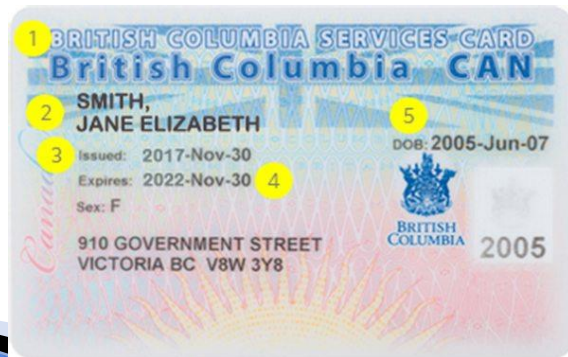 1 BRITISH COLUMBIA SERVICES CARD
British Columbia CAN
2 SMITH,
JANE ELIZABETH
5
DOB: 2005-Jun-07
3 Issued: 2017-Nov-30
Expires: 2022-Nov-30 4
Sex: F
BRITISH
COLUMBIA
2005
910 GOVERNMENT STREET
VICTORIA BC V8W 3Y8
Canada